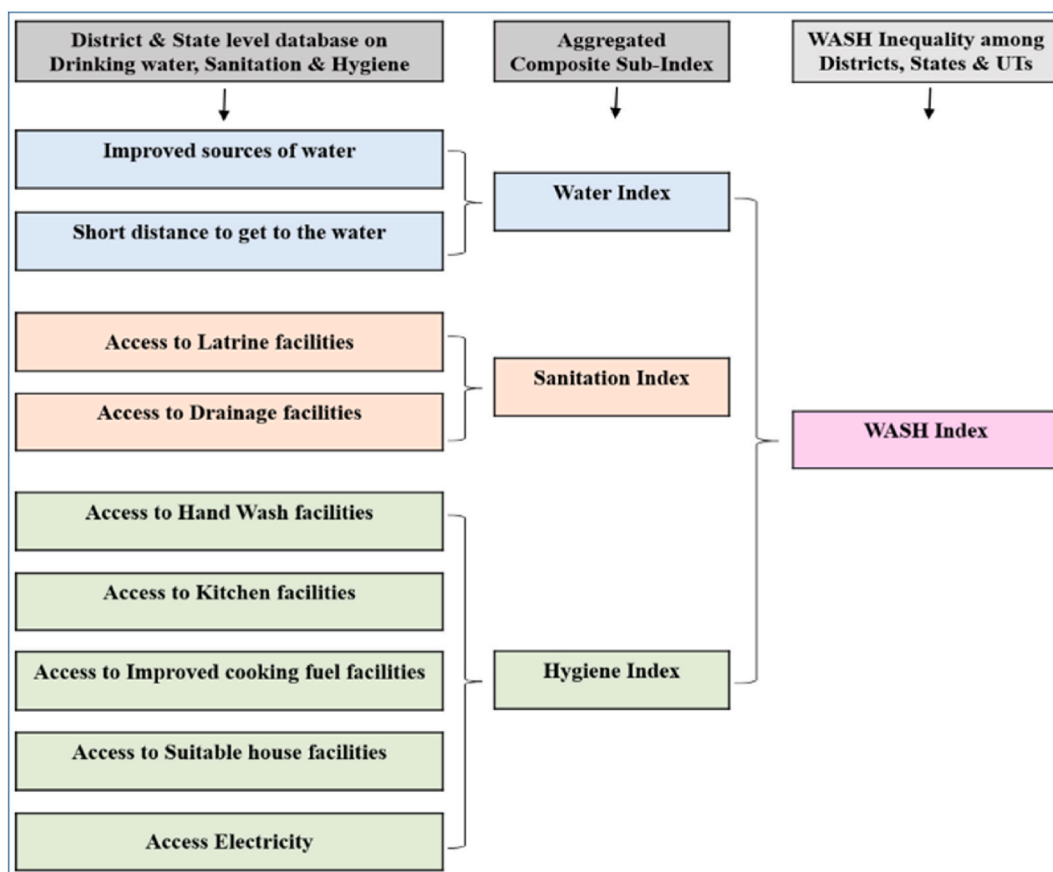 District & State level database on
Drinking water, Sanitation & Hygiene
Aggregated
Composite Sub-Index
WASH Inequality among
Districts, States & UTs
Improved sources of water
Short distance to get to the water
Water Index
Access to Latrine facilities
Access to Drainage facilities
Sanitation Index
WASH Index
Access to Hand Wash facilities
Access to Kitchen facilities
Access to Improved cooking fuel facilities
Access to Suitable house facilities
Access Electricity
Hygiene Index